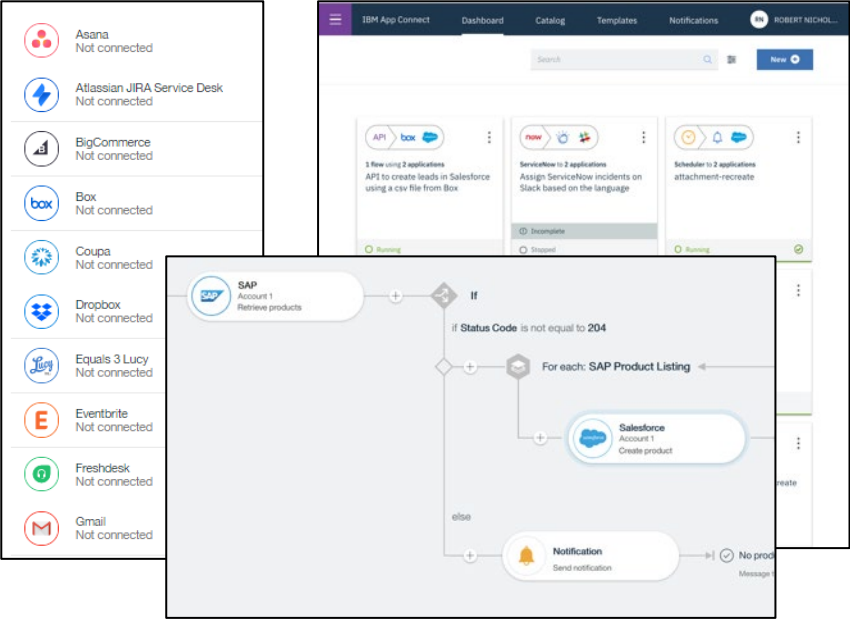 Asana
Not connected
Atlassian JIRA Service Desk
Not connected
BigCommerce
Not connected
box
Box
Not connected
Coupa
Not connected
Dropbox
Not connected
Lucy
Equals 3 Lucy
Not connected
E
Eventbrite
Not connected
Freshdesk
Not connected
Gmail
Not connected
IBM App Connect
Dashboard
Catalog
Templates
Notifications
RN
ROBERT NICHOL...
Search
New
API box
1 flow using 2 applications
API to create leads in Salesforce
using a csv file from Box
Running
now
ServiceNow to 2 applications
Assign ServiceNow incidents on
Slack based on the language
Incomplete
Stopped
Scheduler to 2 applications
attachment-recreate
Running
reate
SAP
SAP
Account 1
Retrieve products
If
if Status Code is not equal to 204
For each: SAP Product Listing
salesforce
Salesforce
Account 1
Create product
else
Notification
Send notification
No prod
Message